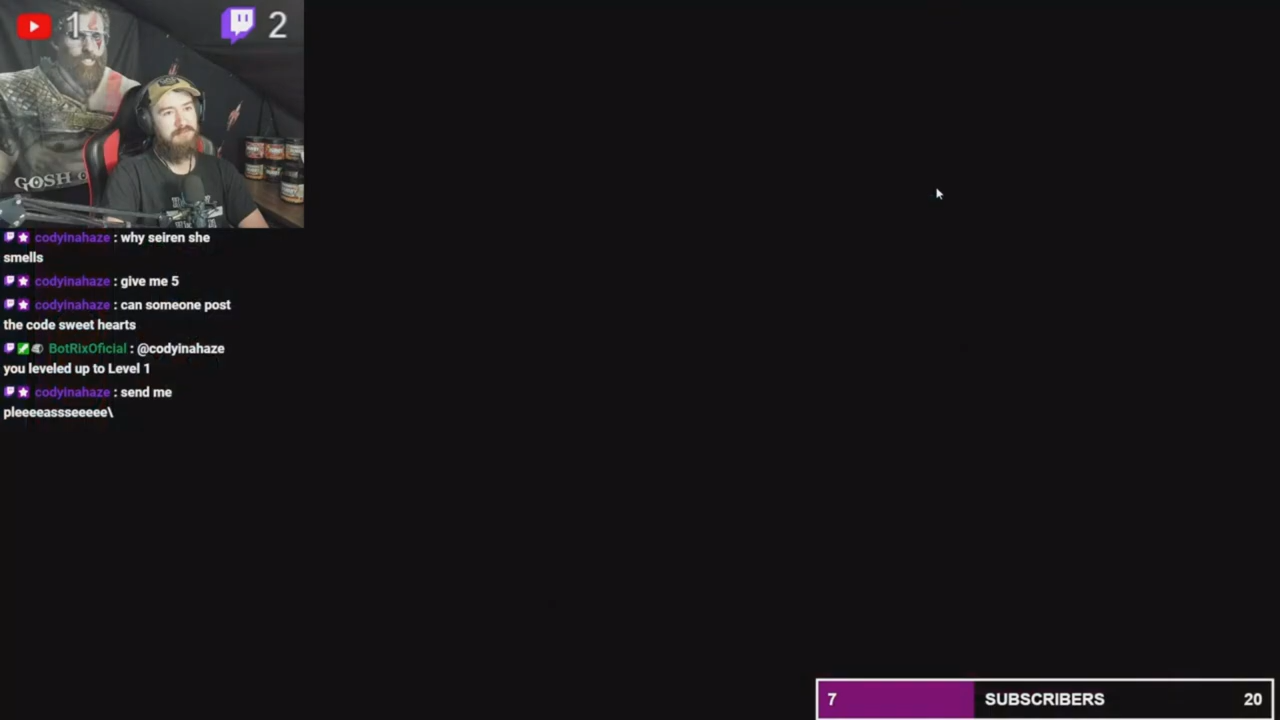 1
2
GOSH
codyinahaze : why seiren she
smells
codyinahaze : give me 5
codyinahaze : can someone post
the code sweet hearts
BotRixOficial : @codyinahaze
you leveled up to Level 1
codyinahaze : send me
pleeeeassseeeee\
7 SUBSCRIBERS 20